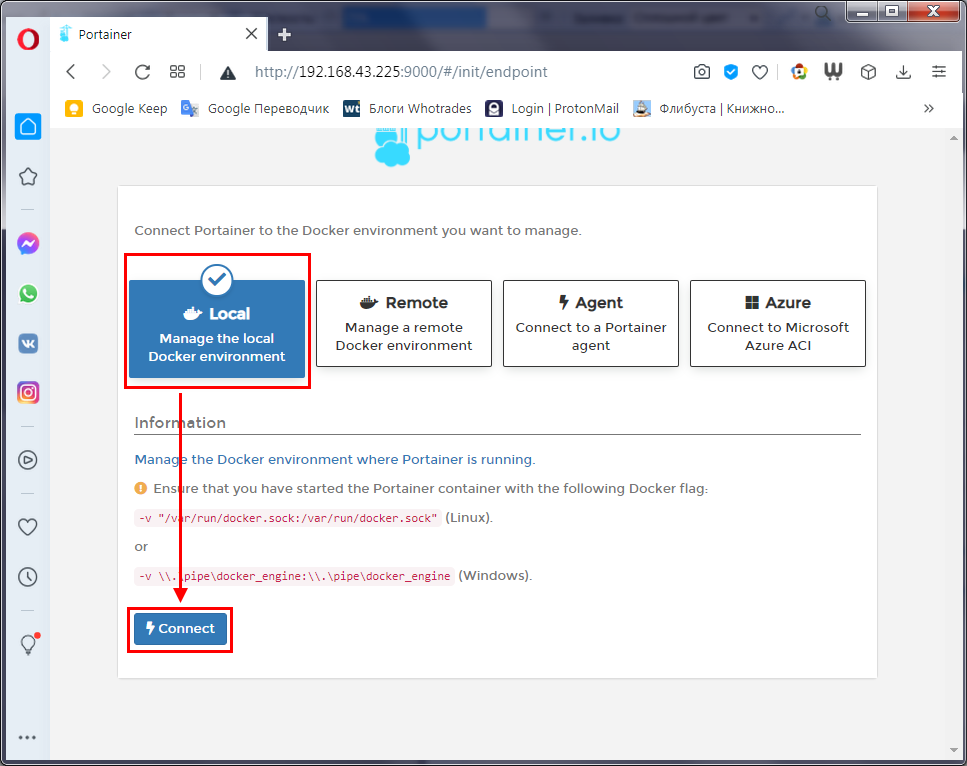 Portainer
http://192.168.43.225:9000/#/init/endpoint
Google Keep
Google Переводчик
Wt Блоги Whotrades
Login | ProtonMail
Флибуста | Книжно...
portainer.io
Connect Portainer to the Docker environment you want to manage.
Local
Manage the local
Docker environment
Remote
Manage a remote
Docker environment
Agent
Connect to a Portainer
agent
Azure
Connect to Microsoft
Azure ACI
Information
Manage the Docker environment where Portainer is running.
Ensure that you have started the Portainer container with the following Docker flag:
-v "/var/run/docker.sock:/var/run/docker.sock" (Linux).
or
-v \\.\pipe\docker_engine:\\.\pipe\docker_engine (Windows).
Connect